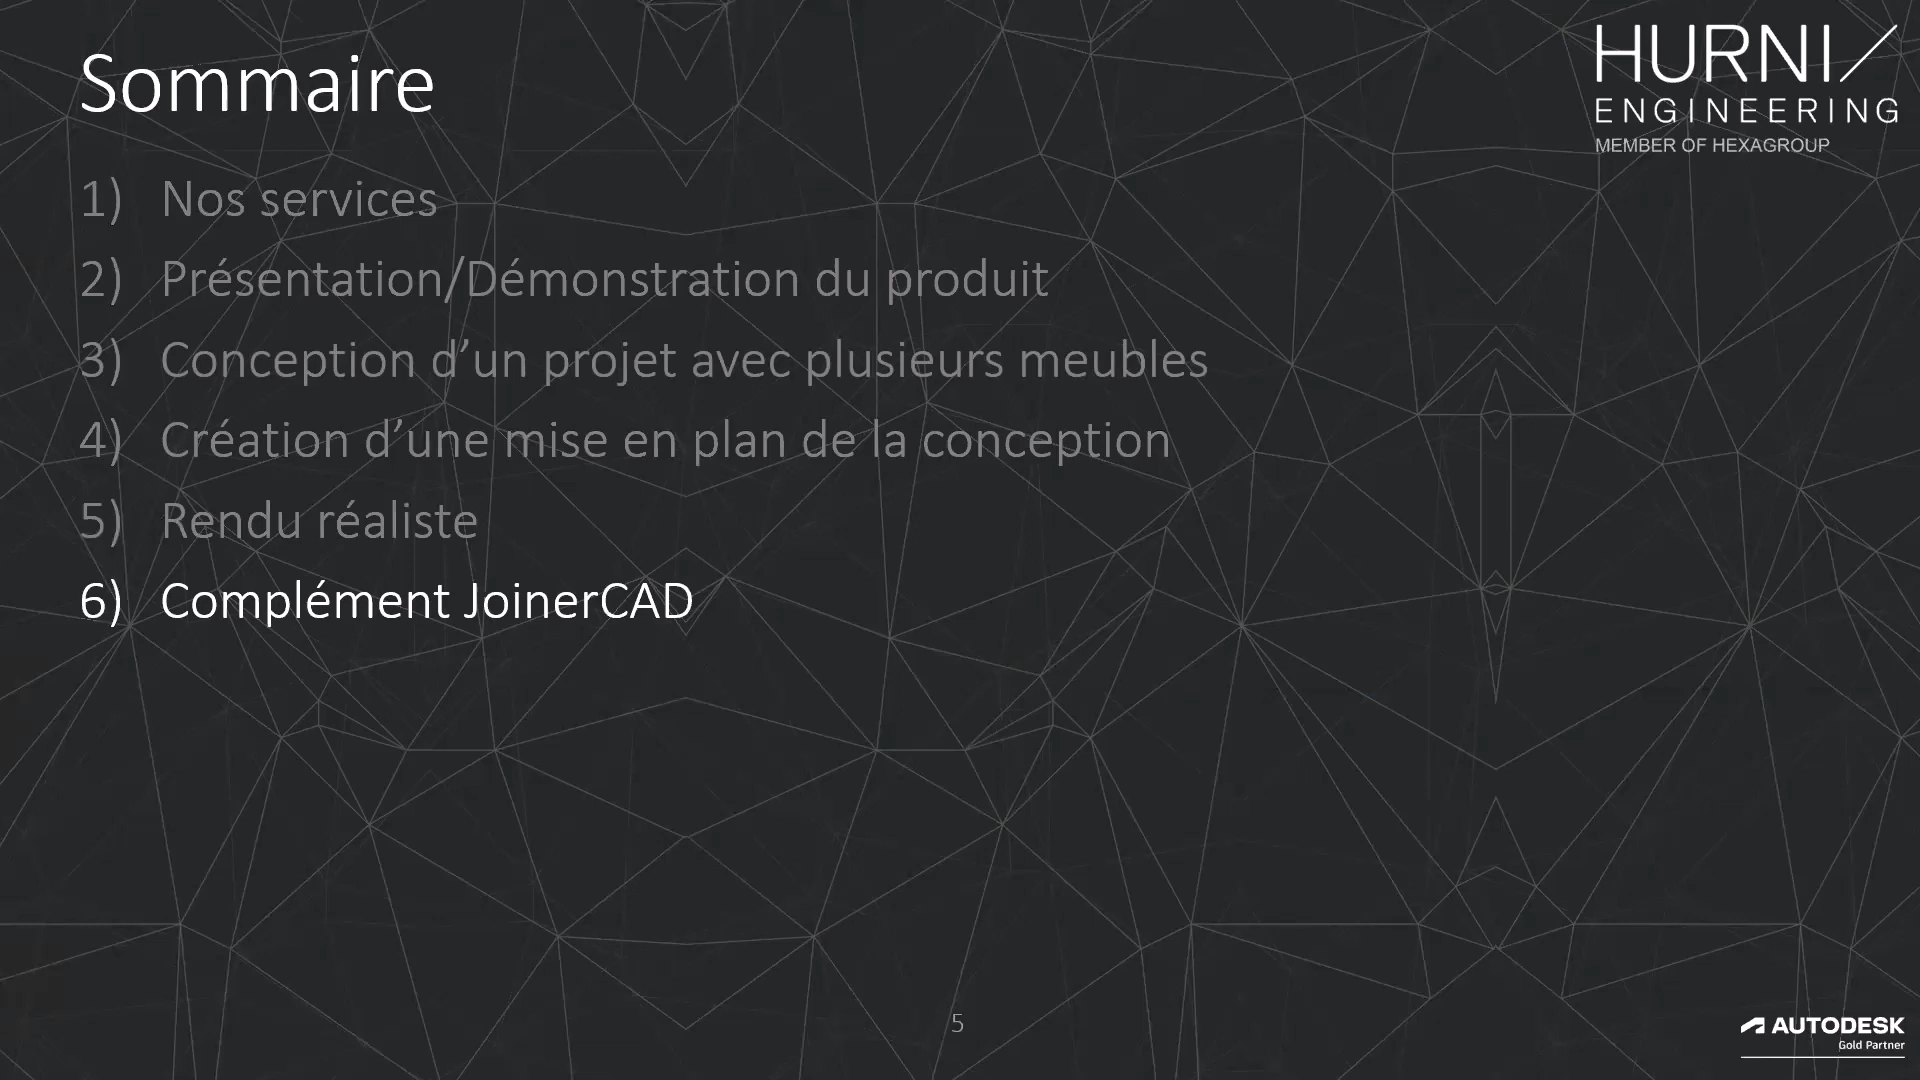 Sommaire
HURNI
ENGINEERING
MEMBER OF HEXAGROUP
1) Nos services
2) Présentation/Démonstration du produit
3) Conception d’un projet avec plusieurs meubles
4) Création d’une mise en plan de la conception
5) Rendu réaliste
6) Complément JoinerCAD
5
AUTODESK
Gold Partner